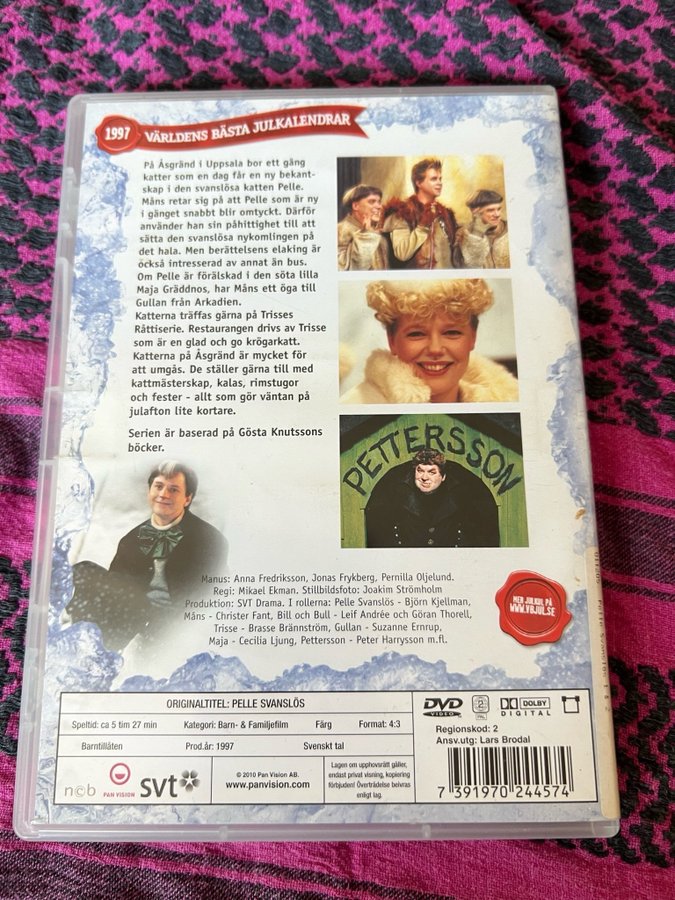 1997 VÄRLDENS BÄSTA JULKALENDRAR
På Åsgränd i Uppsala bor ett gäng
katter som en dag får en ny bekant-
skap i den svanslösa katten Pelle.
Måns retar sig på att Pelle som är ny
i gänget snabbt blir omtyckt. Därför
använder han sin påhittighet till att
sätta den svanslösa nykomlingen på
det hala. Men berättelsens elaking är
också intresserad av annat än bus.
Om Pelle är förälskad i den söta lilla
Maja Gräddnos, har Måns ett öga till
Gullan från Arkadien.
Katterna träffas gärna på Trisses
Råttiserie. Restaurangen drivs av Trisse
som är en glad och go krögarkatt.
Katterna på Åsgränd är mycket för
att umgås. De ställer gärna till med
kattmästerskap, kalas, rimstugor
och fester - allt som gör väntan på
julafton lite kortare.
Serien är baserad på Gösta Knutssons
böcker.
PETTERSSON
Manus: Anna Fredriksson, Jonas Frykberg, Pernilla Oljelund.
Regi: Mikael Ekman. Stillbildsfoto: Joakim Strömholm
Produktion: SVT Drama. I rollerna: Pelle Svanslös - Björn Kjellman,
Måns - Christer Fant, Bill och Bull - Leif Andrée och Göran Thorell,
Trisse - Brasse Brännström, Gullan - Suzanne Ernrup,
Maja - Cecilia Ljung, Pettersson - Peter Harrysson m.fl.
MER JULKUL PÅ
WWW.VBJUL.SE
ORIGINALTITEL: PELLE SVANSLÖS
Speltid: ca 5 tim 27 min Kategori: Barn- & Familjefilm Färg Format: 4:3
Barntillåten Prod.år: 1997 Svenskt tal
ncb PAN VISION svt
© 2010 Pan Vision AB.
www.panvision.com
Lagen om upphovsrätt gäller,
endast privat visning, kopiering
förbjuden! Överträdelse beivras
enligt lag.
DVD VIDEO 2 PAL DOLBY DIGITAL
Regionskod: 2
Ansv.utg: Lars Brodal
7 391970 244574